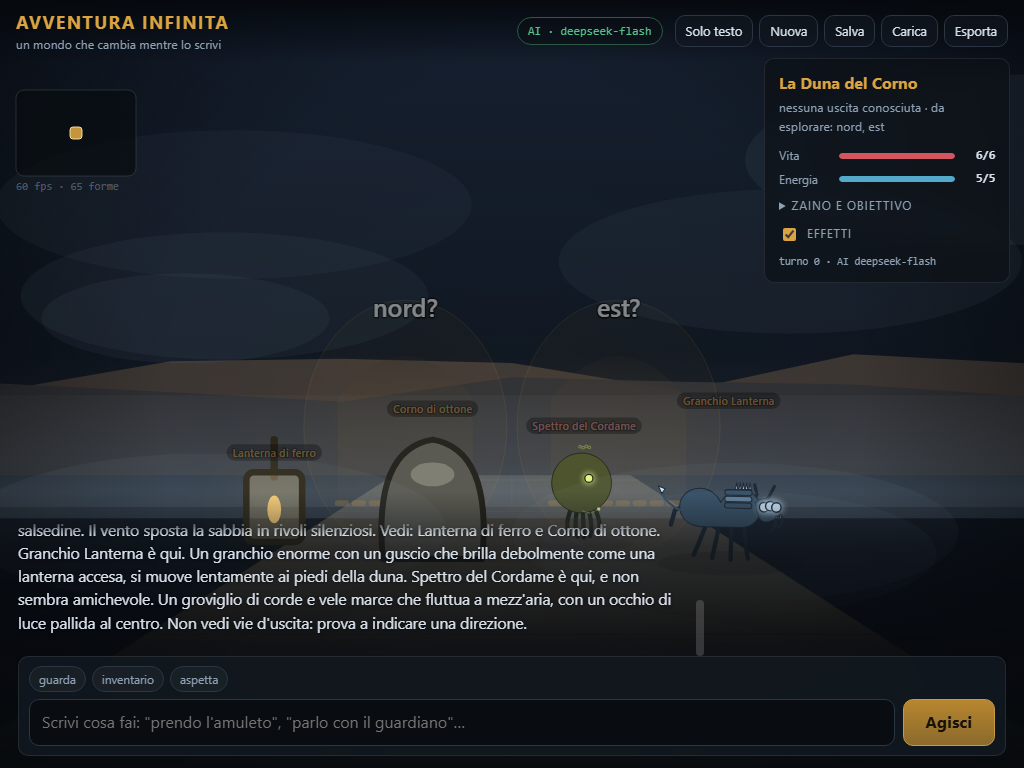 AVVENTURA INFINITA
un mondo che cambia mentre lo scrivi
AI · deepseek-flash
Solo testo
Nuova
Salva
Carica
Esporta
60 fps · 65 forme
La Duna del Corno
nessuna uscita conosciuta · da
esplorare: nord, est
Vita 6/6
Energia 5/5
▶ ZAINO E OBIETTIVO
EFFETTI
turno 0 · AI deepseek-flash
nord?
est?
Granchio Lanterna
Corno di ottone
Spettro del Cordame
Lanterna di ferro
salsedine. Il vento sposta la sabbia in rivoli silenziosi. Vedi: Lanterna di ferro e Corno di ottone.
Granchio Lanterna è qui. Un granchio enorme con un guscio che brilla debolmente come una
lanterna accesa, si muove lentamente ai piedi della duna. Spettro del Cordame è qui, e non
sembra amichevole. Un groviglio di corde e vele marce che fluttua a mezz'aria, con un occhio di
luce pallida al centro. Non vedi vie d'uscita: prova a indicare una direzione.
guarda
inventario
aspetta
Scrivi cosa fai: "prendo l'amuleto", "parlo con il guardiano"...
Agisci